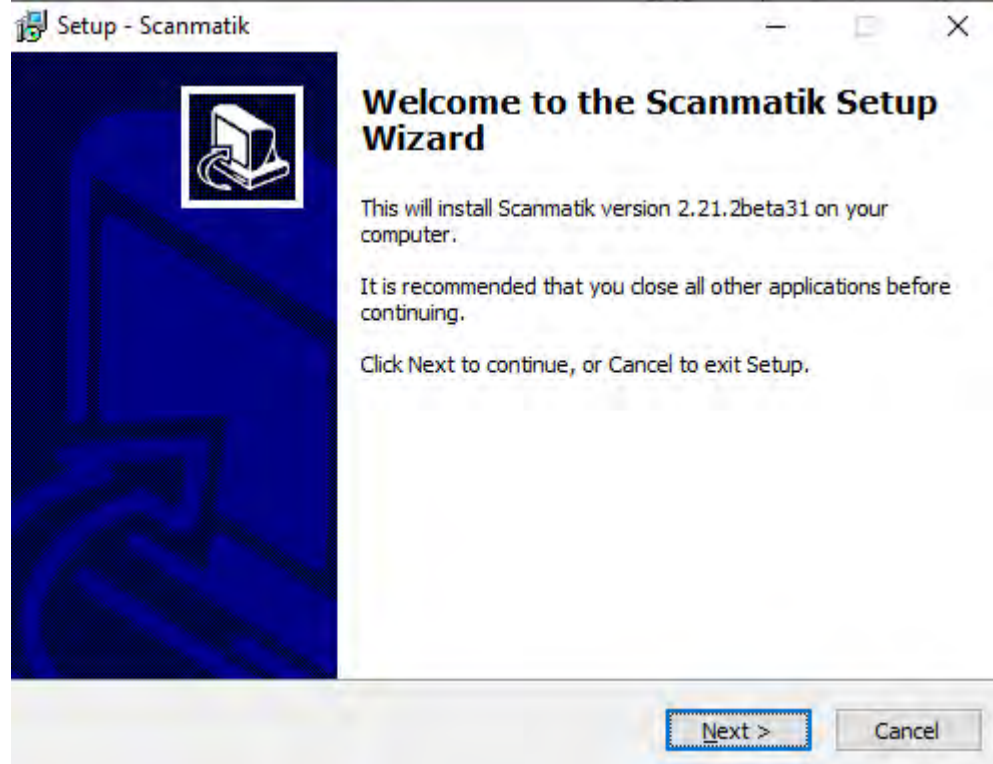 Setup - Scanmatik
Welcome to the Scanmatik Setup
Wizard
This will install Scanmatik version 2.21.2beta31 on your
computer.
It is recommended that you close all other applications before
continuing.
Click Next to continue, or Cancel to exit Setup.
Next >
Cancel